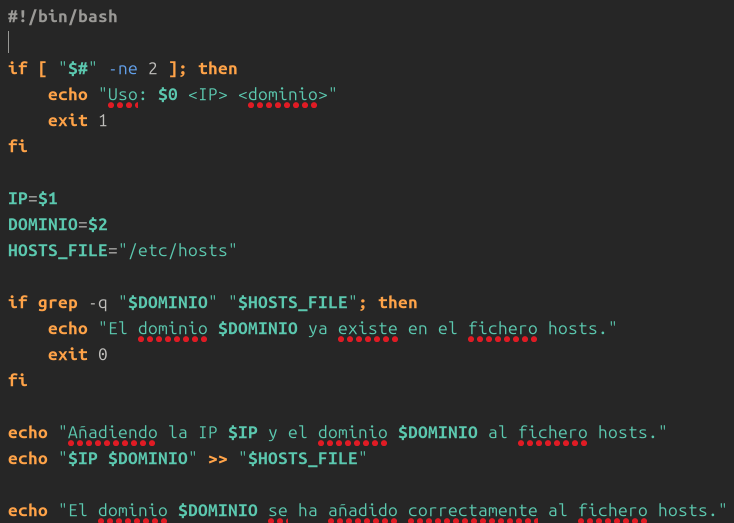 #!/bin/bash
if [ "$#" -ne 2 ]; then
    echo "Uso: $0 <IP> <dominio>"
    exit 1
fi
IP=$1
DOMINIO=$2
HOSTS_FILE="/etc/hosts"
if grep -q "$DOMINIO" "$HOSTS_FILE"; then
    echo "El dominio $DOMINIO ya existe en el fichero hosts."
    exit 0
fi
echo "Añadiendo la IP $IP y el dominio $DOMINIO al fichero hosts."
echo "$IP $DOMINIO" >> "$HOSTS_FILE"
echo "El dominio $DOMINIO se ha añadido correctamente al fichero hosts."